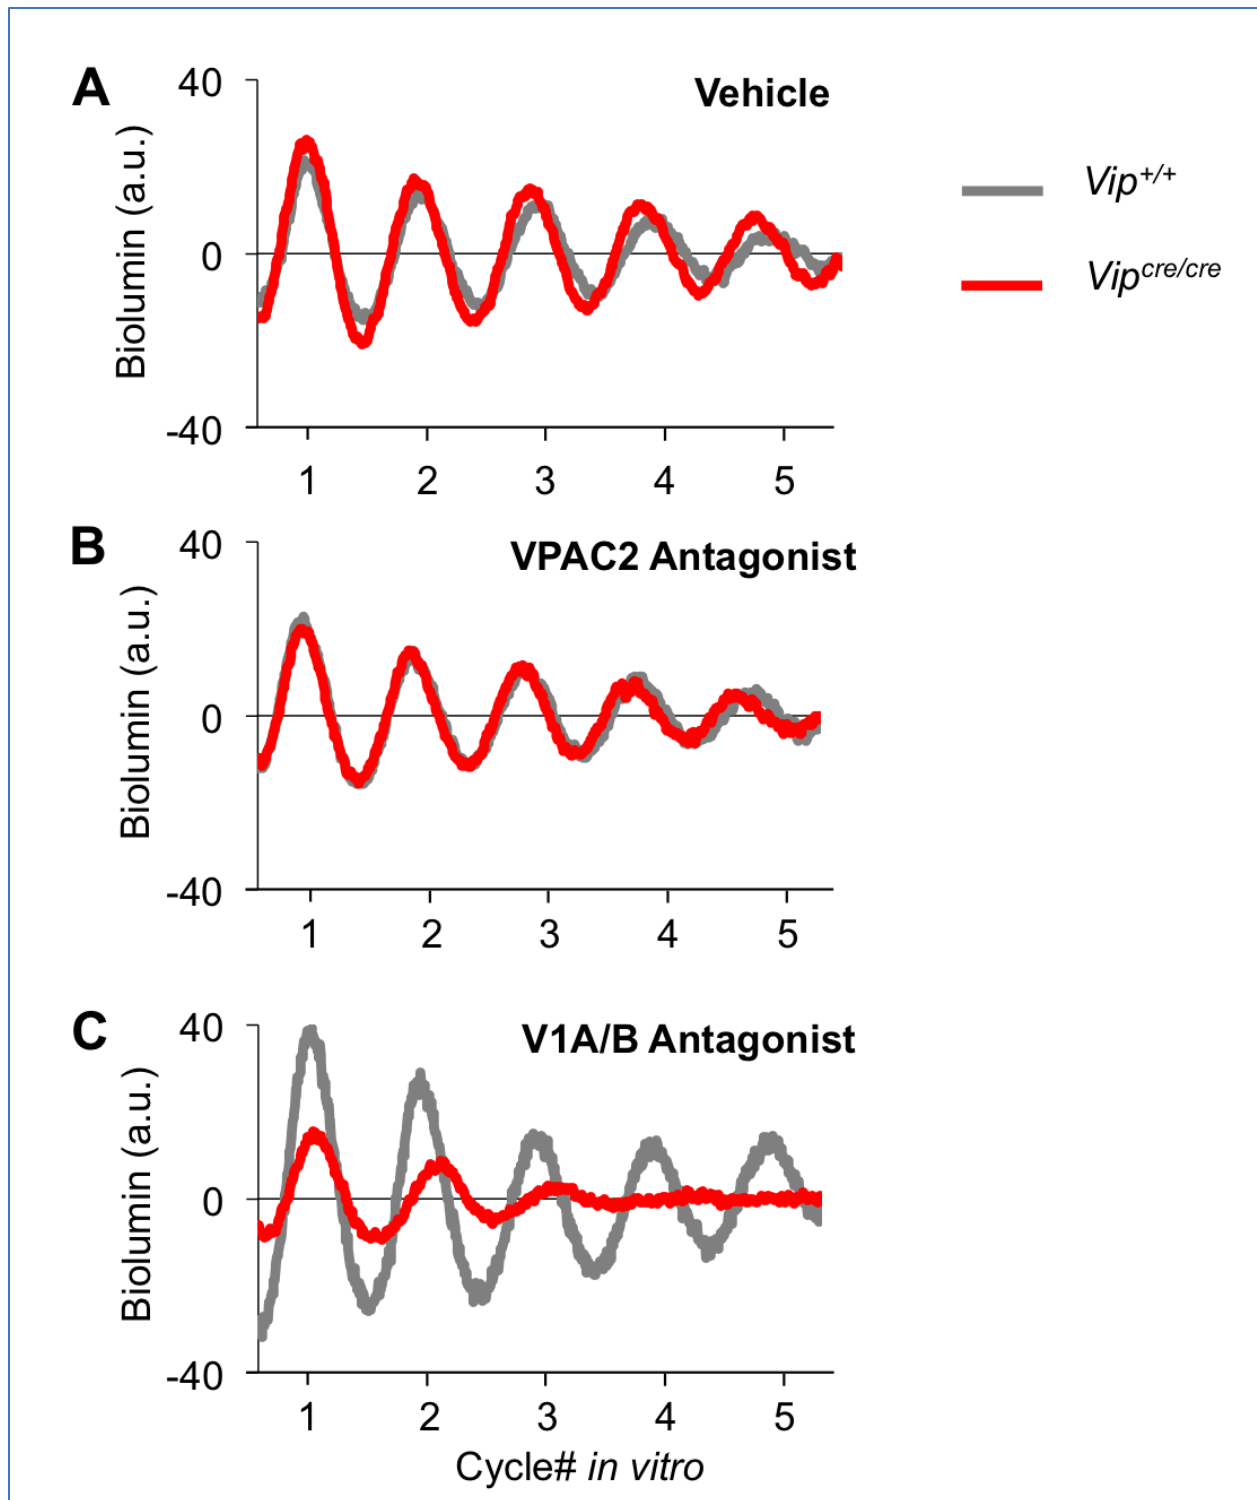 A
Vehicle
40
0
-40
Biolumin (a.u.)
1 2 3 4 5
Vip+/+
Vipcre/cre
B
VPAC2 Antagonist
40
0
-40
Biolumin (a.u.)
1 2 3 4 5
C
V1A/B Antagonist
40
0
-40
Biolumin (a.u.)
1 2 3 4 5
Cycle# in vitro